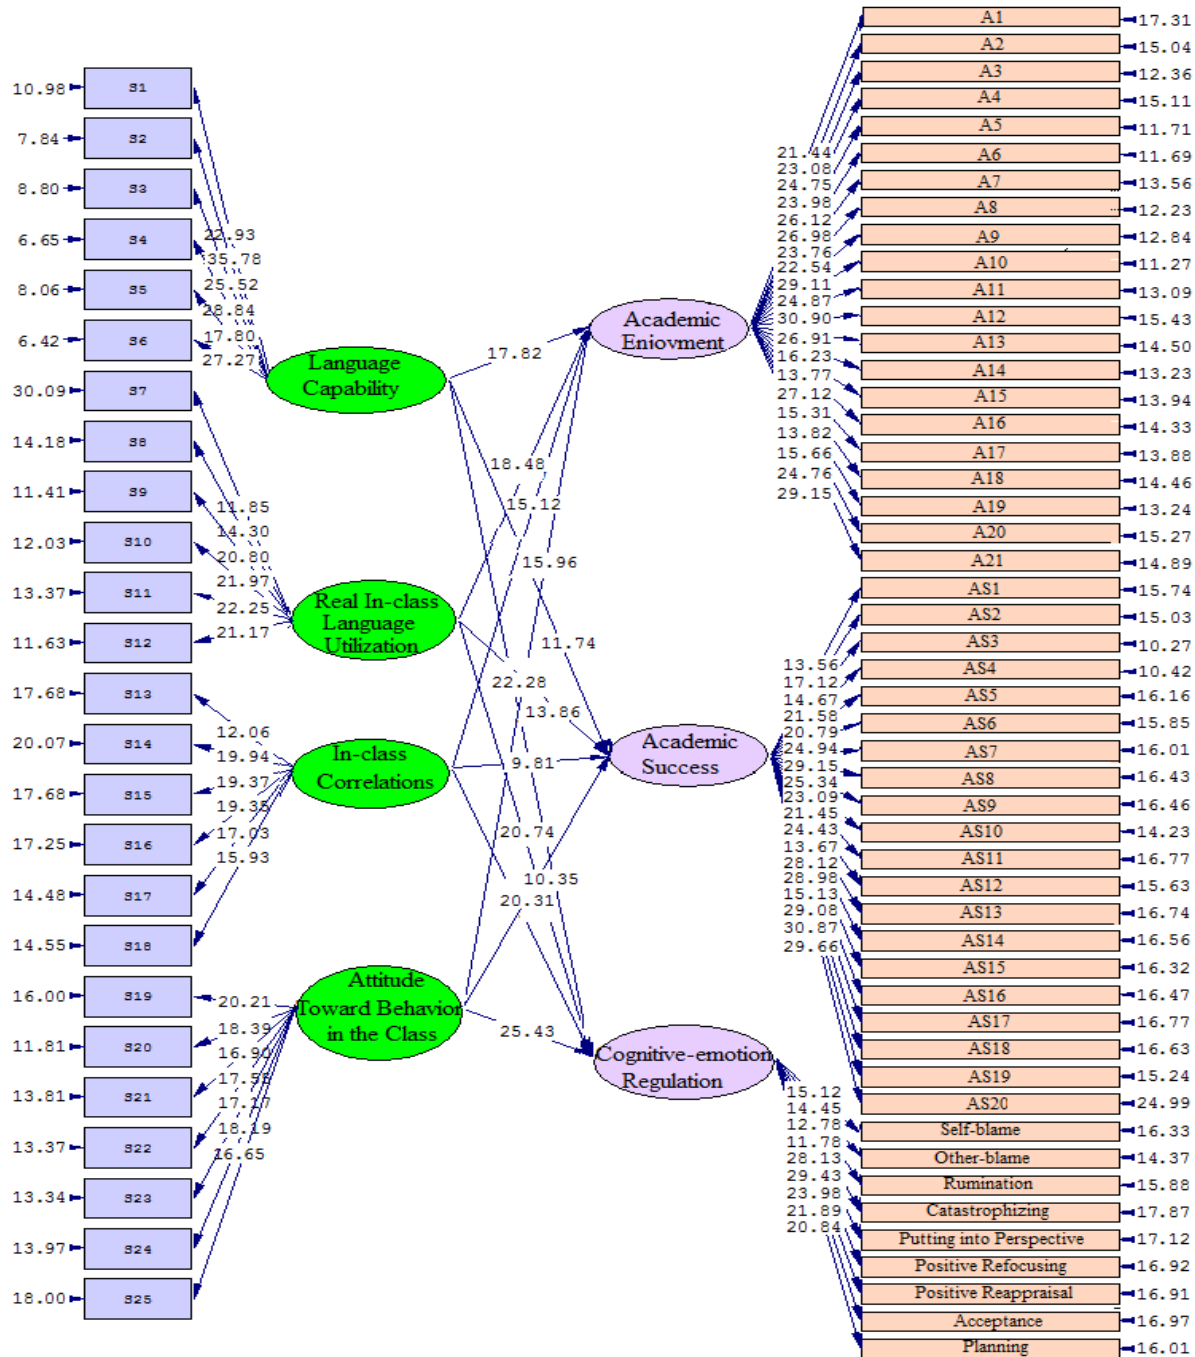 10.98
S1
7.84
S2
8.80
S3
6.65
S4
8.06
S5
6.42
S6
30.09
S7
14.18
S8
11.41
S9
12.03
S10
13.37
S11
11.63
S12
17.68
S13
20.07
S14
17.68
S15
17.25
S16
14.48
S17
14.55
S18
16.00
S19
11.81
S20
13.81
S21
13.37
S22
13.34
S23
13.97
S24
18.00
S25
22.93
35.78
25.52
28.84
17.80
27.27
11.85
14.30
20.80
21.97
22.25
21.17
12.06
19.94
19.37
19.35
17.03
15.93
20.21
18.39
16.90
17.17
18.19
Language
Capability
Real In-class
Language
Utilization
In-class
Correlations
Attitude
Toward Behavior
in the Class
17.82
18.48
15.12
15.96
11.74
22.28
13.86
9.81
20.74
10.35
20.31
25.43
Academic
Eniovment
Academic
Success
Cognitive-emotion
Regulation
21.44
23.08
24.75
23.98
26.12
26.98
23.76
22.54
29.11
24.87
30.90
26.91
16.23
13.77
27.12
15.31
13.82
15.66
24.76
29.15
13.56
17.12
14.67
21.58
20.79
24.94
29.15
25.34
23.09
21.45
24.43
13.67
28.12
28.98
15.13
29.08
30.87
29.66
15.12
14.45
12.78
11.78
28.13
29.43
23.98
21.89
20.84
A1 17.31
A2 15.04
A3 12.36
A4 15.11
A5 11.71
A6 11.69
A7 13.56
A8 12.23
A9 12.84
A10 11.27
A11 13.09
A12 15.43
A13 14.50
A14 13.23
A15 13.94
A16 14.33
A17 13.88
A18 14.46
A19 13.24
A20 15.27
A21 14.89
AS1 15.74
AS2 15.03
AS3 10.27
AS4 10.42
AS5 16.16
AS6 15.85
AS7 16.01
AS8 16.43
AS9 16.46
AS10 14.23
AS11 16.77
AS12 15.63
AS13 16.74
AS14 16.56
AS15 16.32
AS16 16.47
AS17 16.77
AS18 16.63
AS19 15.24
AS20 24.99
Self-blame 16.33
Other-blame 14.37
Rumination 15.88
Catastrophizing 17.87
Putting into Perspective 17.12
Positive Refocusing 16.92
Positive Reappraisal 16.91
Acceptance 16.97
Planning 16.01